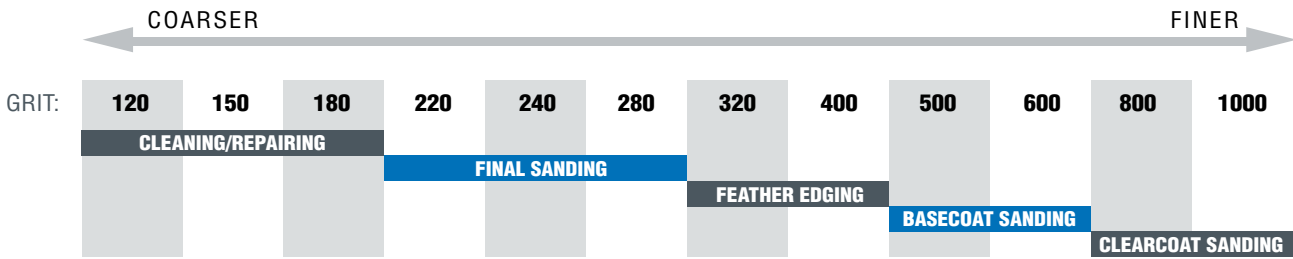 COARSER FINER
GRIT: 120 150 180 220 240 280 320 400 500 600 800 1000
CLEANING/REPAIRING
FINAL SANDING
FEATHER EDGING
BASECOAT SANDING
CLEARCOAT SANDING